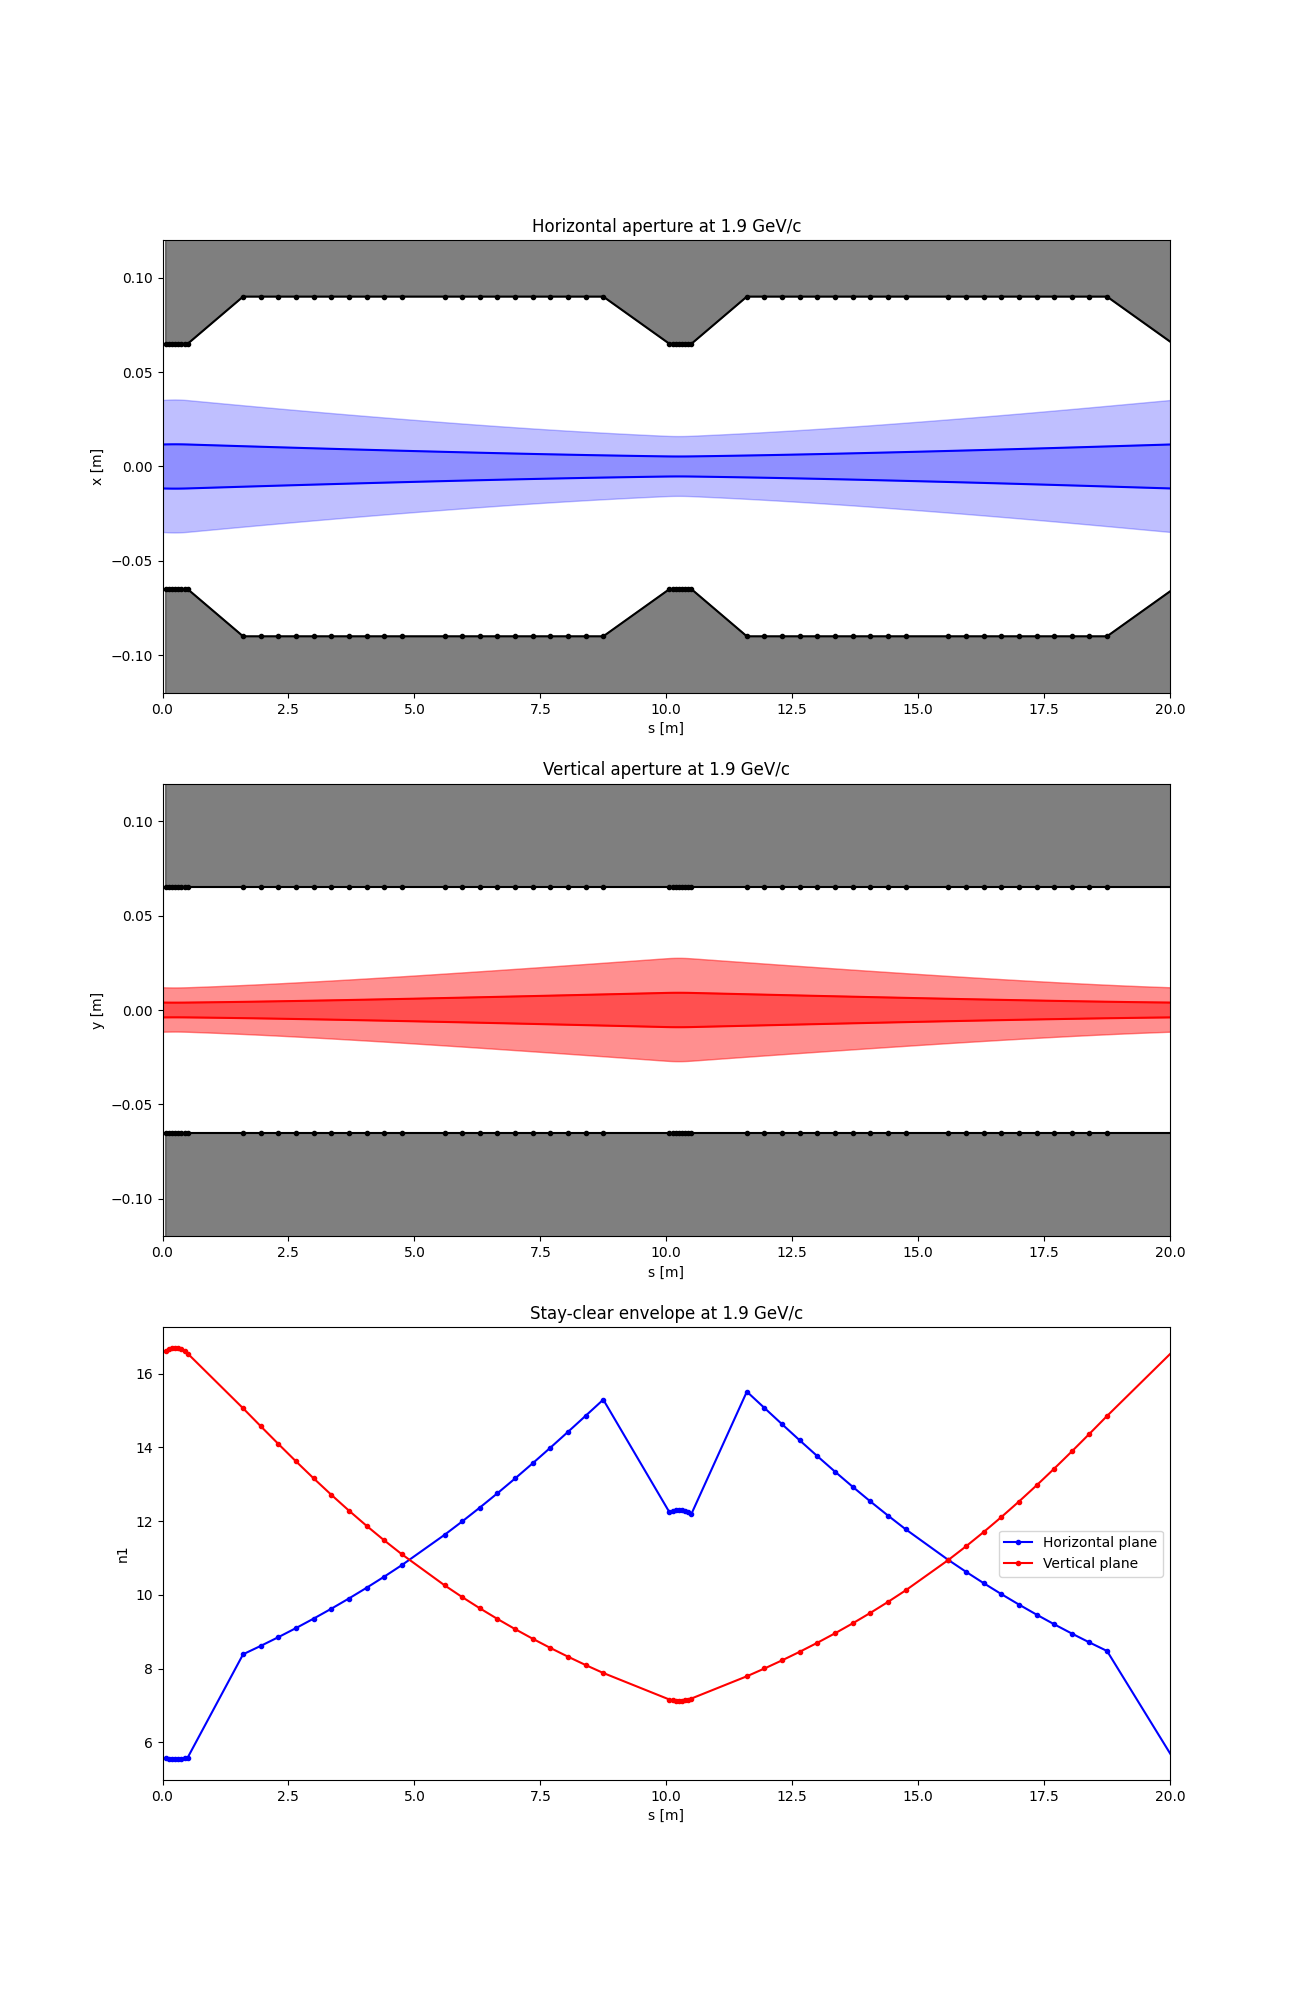 Horizontal aperture at 1.9 GeV/c
0.10
0.05
0.00
−0.05
−0.10
x [m]
0.0 2.5 5.0 7.5 10.0 12.5 15.0 17.5 20.0
s [m]
Vertical aperture at 1.9 GeV/c
0.10
0.05
0.00
−0.05
−0.10
y [m]
0.0 2.5 5.0 7.5 10.0 12.5 15.0 17.5 20.0
s [m]
Stay-clear envelope at 1.9 GeV/c
16
14
12
10
8
6
n1
Horizontal plane
Vertical plane
0.0 2.5 5.0 7.5 10.0 12.5 15.0 17.5 20.0
s [m]